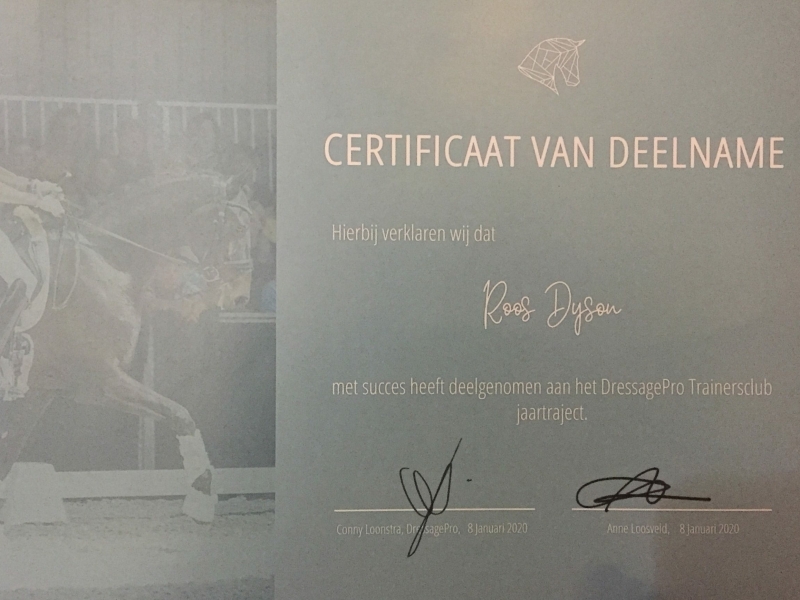 CERTIFICAAT VAN DEELNAME
Hierbij verklaren wij dat
Roos Dyson
met succes heeft deelgenomen aan het DressagePro Trainersclub
jaartraject.
Conny Loonstra, DressagePro, 8 Januari 2020
Anne Loosveld, 8 Januari 2020